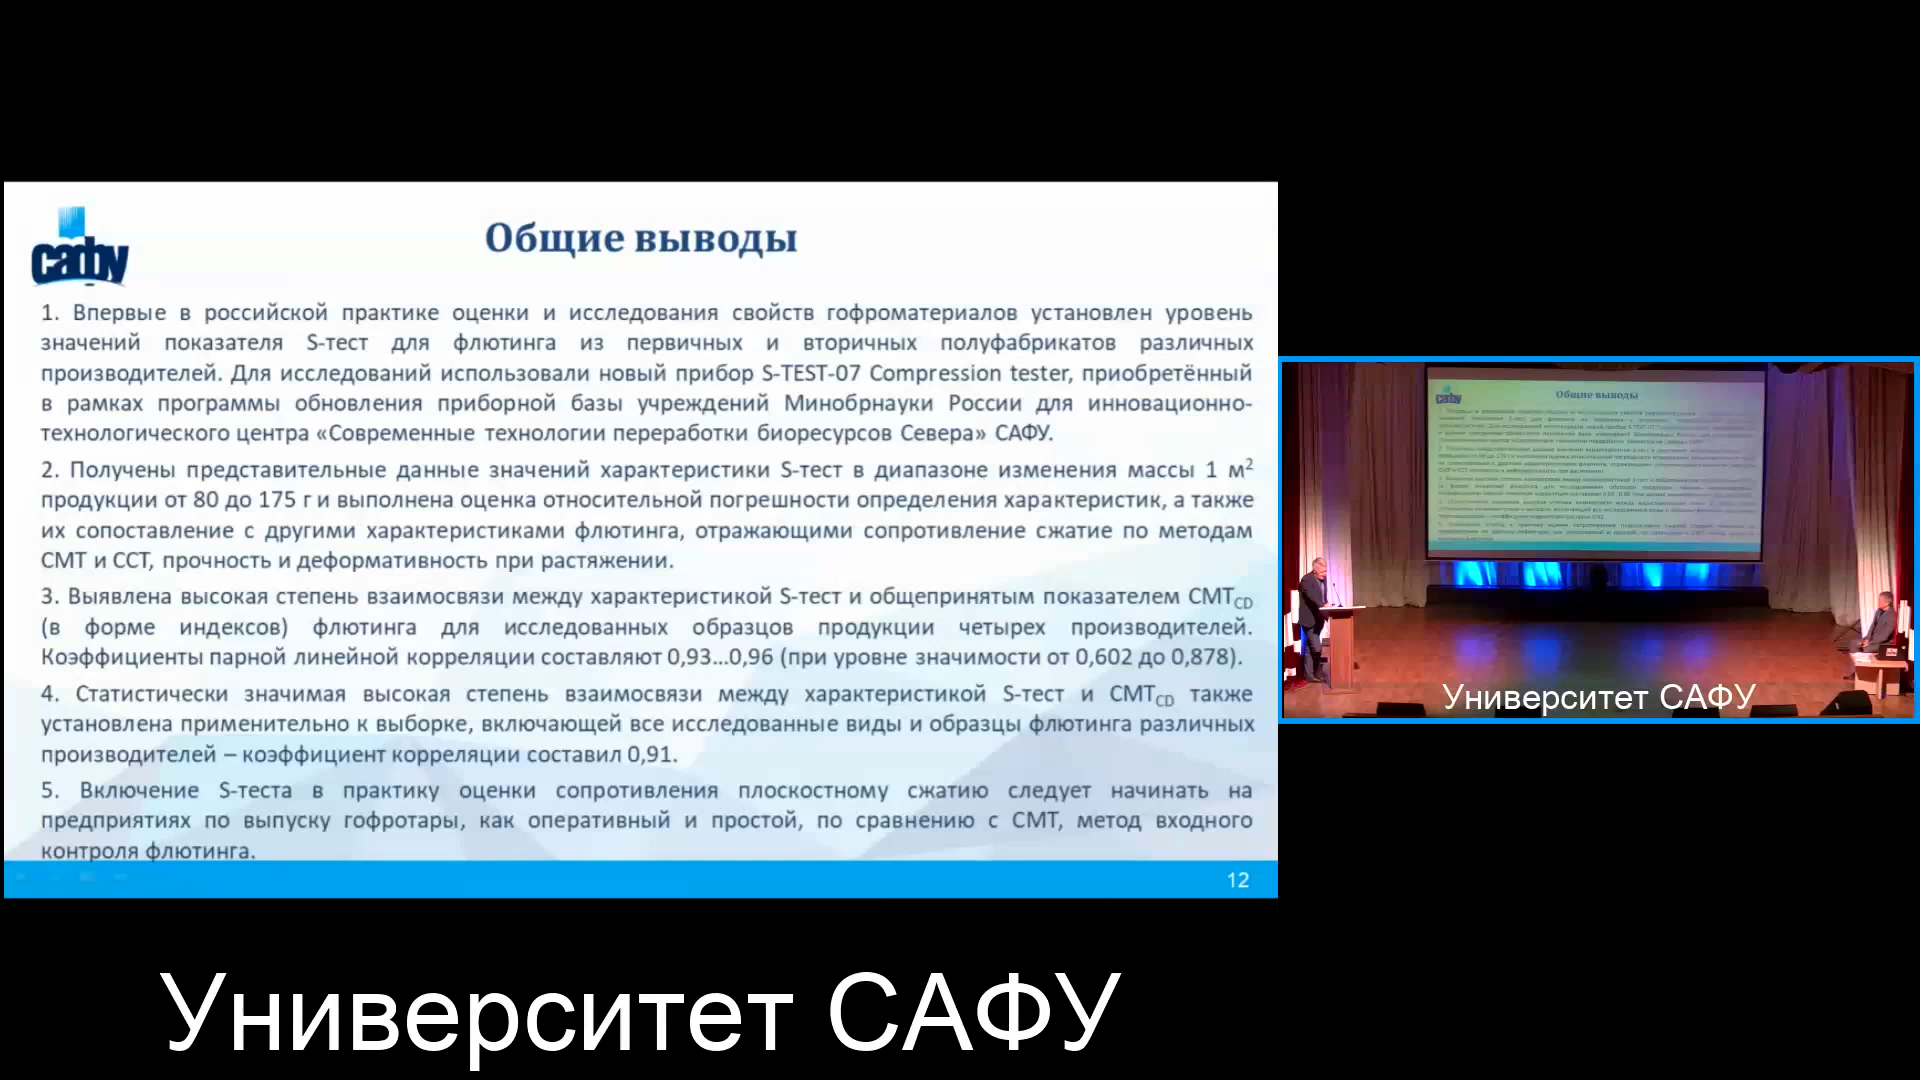 сафу
Общие выводы
1. Впервые в российской практике оценки и исследования свойств гофроматериалов установлен уровень
значений показателя S-тест для флютинга из первичных и вторичных полуфабрикатов различных
производителей. Для исследований использовали новый прибор S-TEST-07 Compression tester, приобретённый
в рамках программы обновления приборной базы учреждений Минобрнауки России для инновационно-
технологического центра «Современные технологии переработки биоресурсов Севера» САФУ.
2. Получены представительные данные значений характеристики S-тест в диапазоне изменения массы 1 м²
продукции от 80 до 175 г и выполнена оценка относительной погрешности определения характеристик, а также
их сопоставление с другими характеристиками флютинга, отражающими сопротивление сжатие по методам
СМТ и ССТ, прочность и деформативность при растяжении.
3. Выявлена высокая степень взаимосвязи между характеристикой S-тест и общепринятым показателем CMTCD
(в форме индексов) флютинга для исследованных образцов продукции четырех производителей.
Коэффициенты парной линейной корреляции составляют 0,93...0,96 (при уровне значимости от 0,602 до 0,878).
4. Статистически значимая высокая степень взаимосвязи между характеристикой S-тест и CMTCD также
установлена применительно к выборке, включающей все исследованные виды и образцы флютинга различных
производителей – коэффициент корреляции составил 0,91.
5. Включение S-теста в практику оценки сопротивления плоскостному сжатию следует начинать на
предприятиях по выпуску гофротары, как оперативный и простой, по сравнению с СМТ, метод входного
контроля флютинга.
12
Университет САФУ
Общие выводы
Университет САФУ